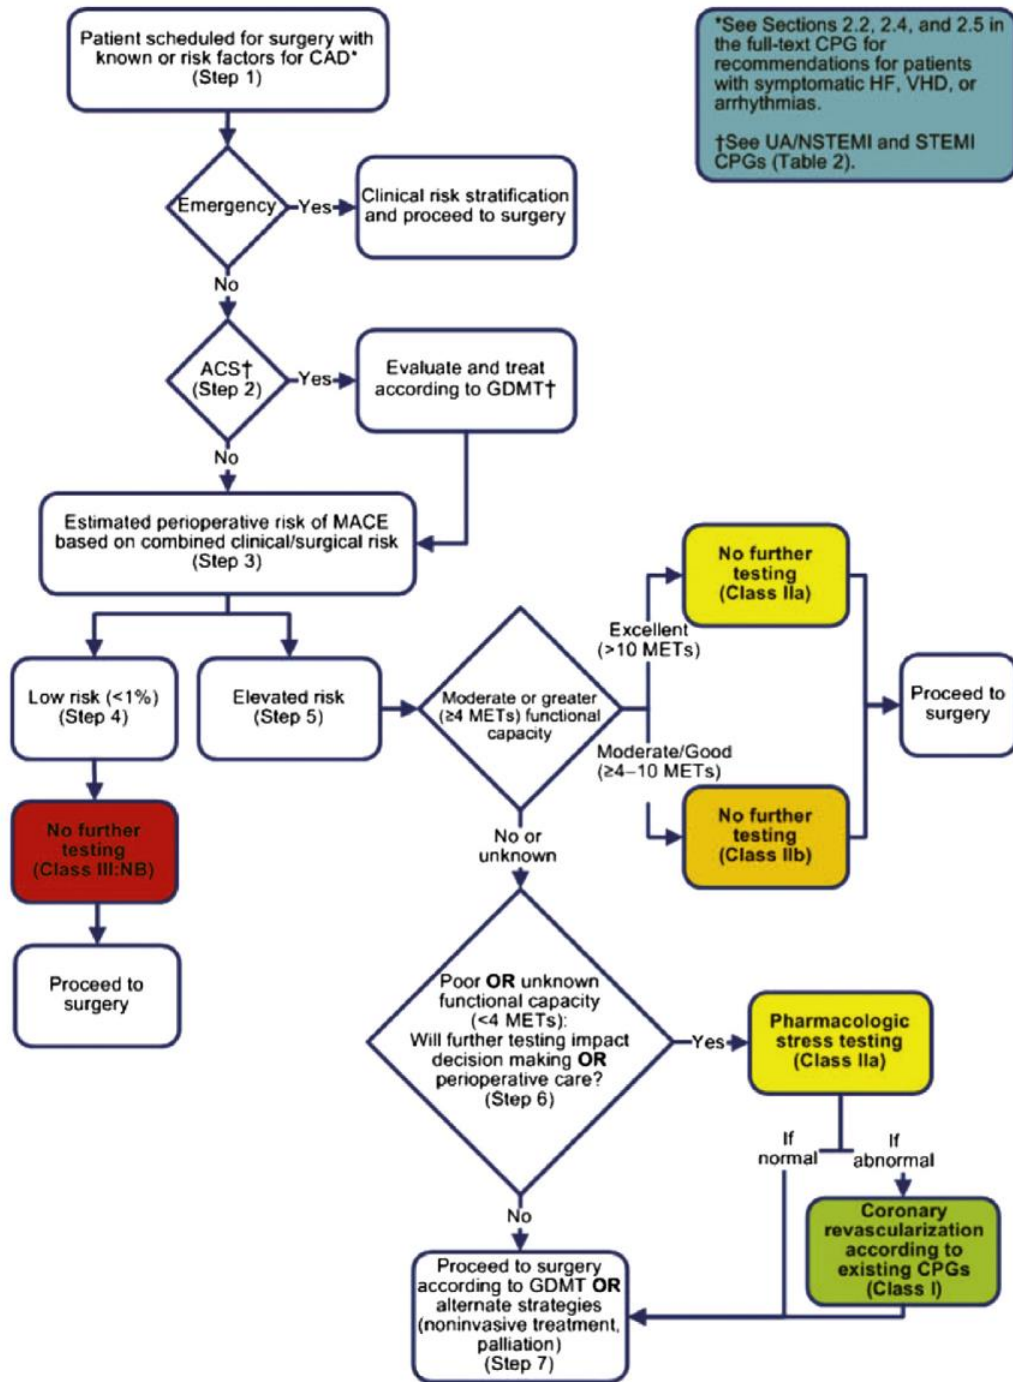 Patient scheduled for surgery with
known or risk factors for CAD*
(Step 1)
*See Sections 2.2, 2.4, and 2.5 in
the full-text CPG for
recommendations for patients
with symptomatic HF, VHD, or
arrhythmias.
†See UA/NSTEMI and STEMI
CPGs (Table 2).
Emergency
Yes
Clinical risk stratification
and proceed to surgery
No
ACS†
(Step 2)
Yes
Evaluate and treat
according to GDMT†
No
Estimated perioperative risk of MACE
based on combined clinical/surgical risk
(Step 3)
Low risk (<1%)
(Step 4)
No further
testing
(Class III:NB)
Proceed to
surgery
Elevated risk
(Step 5)
Moderate or greater
(≥4 METs) functional
capacity
Excellent
(>10 METs)
No further
testing
(Class IIa)
Moderate/Good
(≥4–10 METs)
No further
testing
(Class IIb)
Proceed to
surgery
No or
unknown
Poor OR unknown
functional capacity
(<4 METs):
Will further testing impact
decision making OR
perioperative care?
(Step 6)
Yes
Pharmacologic
stress testing
(Class IIa)
If
normal
If
abnormal
Coronary
revascularization
according to
existing CPGs
(Class I)
No
Proceed to surgery
according to GDMT OR
alternate strategies
(noninvasive treatment,
palliation)
(Step 7)